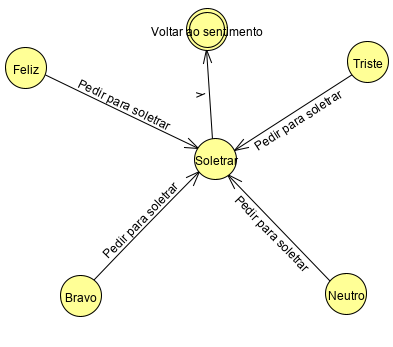 Voltar ao sentimento
Feliz
Triste
Pedir para soletrar
λ
Pedir para soletrar
Soletrar
Pedir para soletrar
Pedir para soletrar
Bravo
Neutro